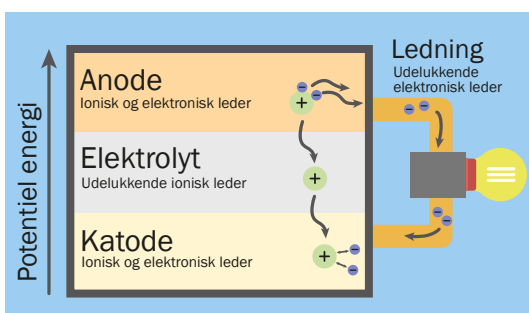 Potentiel energi
Anode
Ionisk og elektronisk leder
Elektrolyt
Udelukkende ionisk leder
Katode
Ionisk og elektronisk leder
Ledning
Udelukkende
elektronisk leder
+
+
+